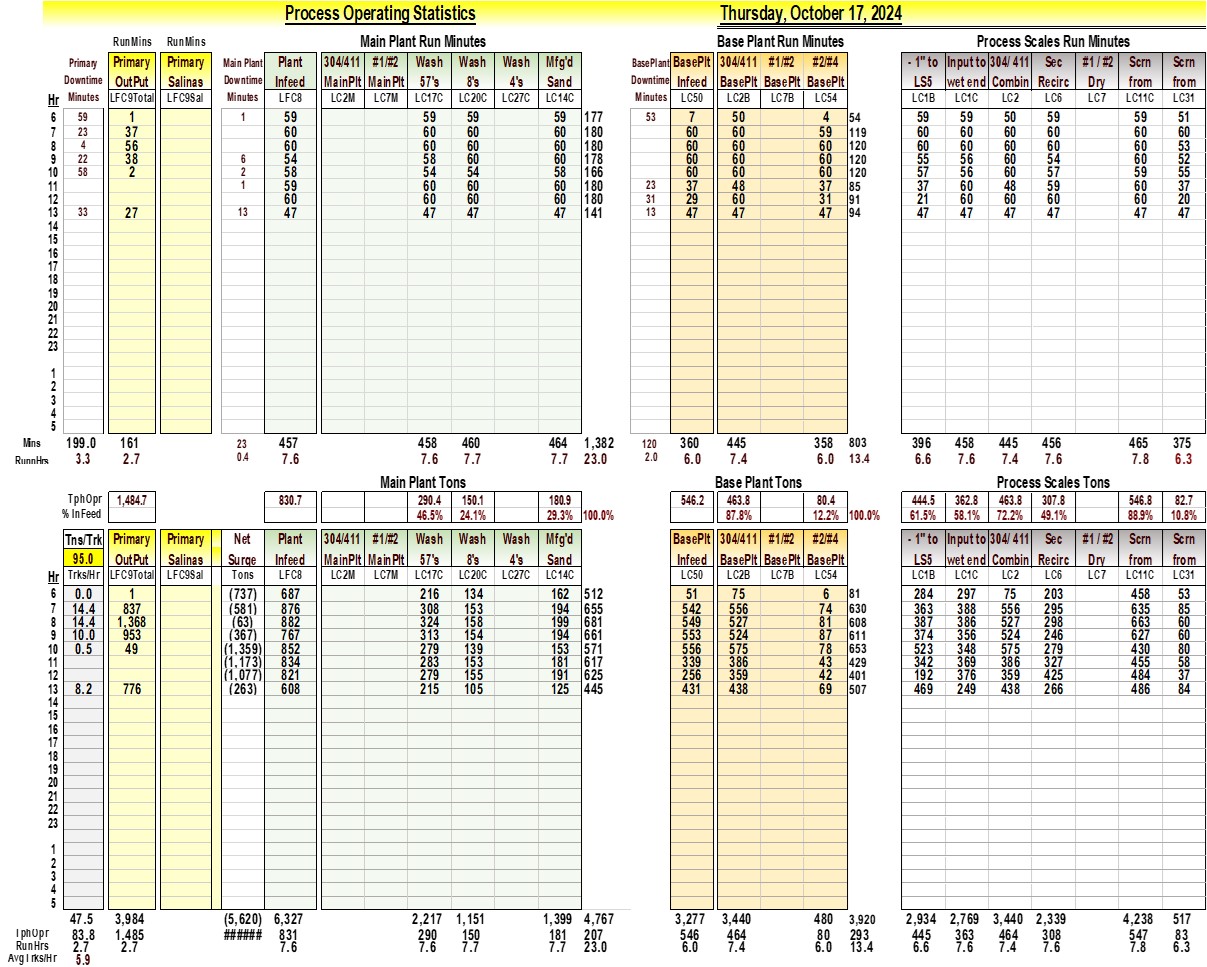 Process Operating Statistics Thursday, October 17, 2024
RunMins RunMins Main Plant Run Minutes Base Plant Run Minutes Process Scales Run Minutes
Primary Primary Primary Main Plant Plant 304/411 #1/#2 Wash Wash Wash Mfg'd BasePlant BasePlt 304/411 #1/#2 #2/#4 - 1" to Input to 304/ 411 Sec #1 / #2 Scrn Scrn
Downtime OutPut Salinas Downtime Infeed MainPlt MainPlt 57's 8's 4's Sand Downtime Infeed BasePlt BasePlt BasePlt LS5 wet end Combin Recirc Dry from from
Hr Minutes LFC9Total LFC9Sal Minutes LFC8 LC2M LC7M LC17C LC20C LC27C LC14C Minutes LC50 LC2B LC7B LC54 LC1B LC1C LC2 LC6 LC7 LC11C LC31
6 59 1 1 59 59 59 59 177 53 7 50 4 54 59 59 50 59 59 51
7 23 37 60 60 60 60 180 60 60 59 119 60 60 60 60 60 60
8 4 56 60 60 60 60 180 60 60 60 120 60 60 60 60 60 53
9 22 38 6 54 58 60 60 178 60 60 60 120 55 56 60 54 60 52
10 58 2 2 58 54 54 58 166 60 60 60 120 57 56 60 57 59 55
11 1 59 60 60 60 180 23 37 48 37 85 37 60 48 59 60 37
12 60 60 60 60 180 31 29 60 31 91 21 60 60 60 60 20
13 33 27 13 47 47 47 47 141 13 47 47 47 94 47 47 47 47 47 47
14
15
16
17
18
19
20
21
22
23
1
2
3
4
5
Mins 199.0 161 23 457 458 460 464 1,382 120 360 445 358 803 396 458 445 456 465 375
RunnHrs 3.3 2.7 0.4 7.6 7.6 7.7 7.7 23.0 2.0 6.0 7.4 6.0 13.4 6.6 7.6 7.4 7.6 7.8 6.3
Main Plant Tons Base Plant Tons Process Scales Tons
TphOpr 1,484.7 830.7 290.4 150.1 180.9 546.2 463.8 80.4 444.5 362.8 463.8 307.8 546.8 82.7
% InFeed 46.5% 24.1% 29.3% 100.0% 87.8% 12.2% 100.0% 61.5% 58.1% 72.2% 49.1% 88.9% 10.8%
Tns/Trk Primary Primary Net Plant 304/411 #1/#2 Wash Wash Wash Mfg'd BasePlt 304/411 #1/#2 #2/#4 - 1" to Input to 304/ 411 Sec #1 / #2 Scrn Scrn
95.0 OutPut Salinas Surge Infeed MainPlt MainPlt 57's 8's 4's Sand Infeed BasePlt BasePlt BasePlt LS5 wet end Combin Recirc Dry from from
Hr Trks/Hr LFC9Total LFC9Sal Tons LFC8 LC2M LC7M LC17C LC20C LC27C LC14C LC50 LC2B LC7B LC54 LC1B LC1C LC2 LC6 LC7 LC11C LC31
6 0.0 1 (737) 687 216 134 162 512 51 75 6 81 284 297 75 203 458 53
7 14.4 837 (581) 876 308 153 194 655 542 556 74 630 363 388 556 295 635 85
8 14.4 1,368 (63) 882 324 158 199 681 549 527 81 608 387 386 527 298 663 60
9 10.0 953 (367) 767 313 154 194 661 553 524 87 611 374 356 524 246 627 60
10 0.5 49 (1,359) 852 279 139 153 571 556 575 78 653 523 348 575 279 430 80
11 (1,173) 834 283 153 181 617 339 386 43 429 342 369 386 327 455 58
12 (1,077) 821 279 155 191 625 256 359 42 401 192 376 359 425 484 37
13 8.2 776 (263) 608 215 105 125 445 431 438 69 507 469 249 438 266 486 84
14
15
16
17
18
19
20
21
22
23
1
2
3
4
5
47.5 3,984 (5,620) 6,327 2,217 1,151 1,399 4,767 3,277 3,440 480 3,920 2,934 2,769 3,440 2,339 4,238 517
TphOpr 83.8 1,485 ###### 831 290 150 181 207 546 464 80 293 445 363 464 308 547 83
RunHrs 2.7 2.7 7.6 7.6 7.7 7.7 23.0 6.0 7.4 6.0 13.4 6.6 7.6 7.4 7.6 7.8 6.3
AvgTrks/Hr 5.9